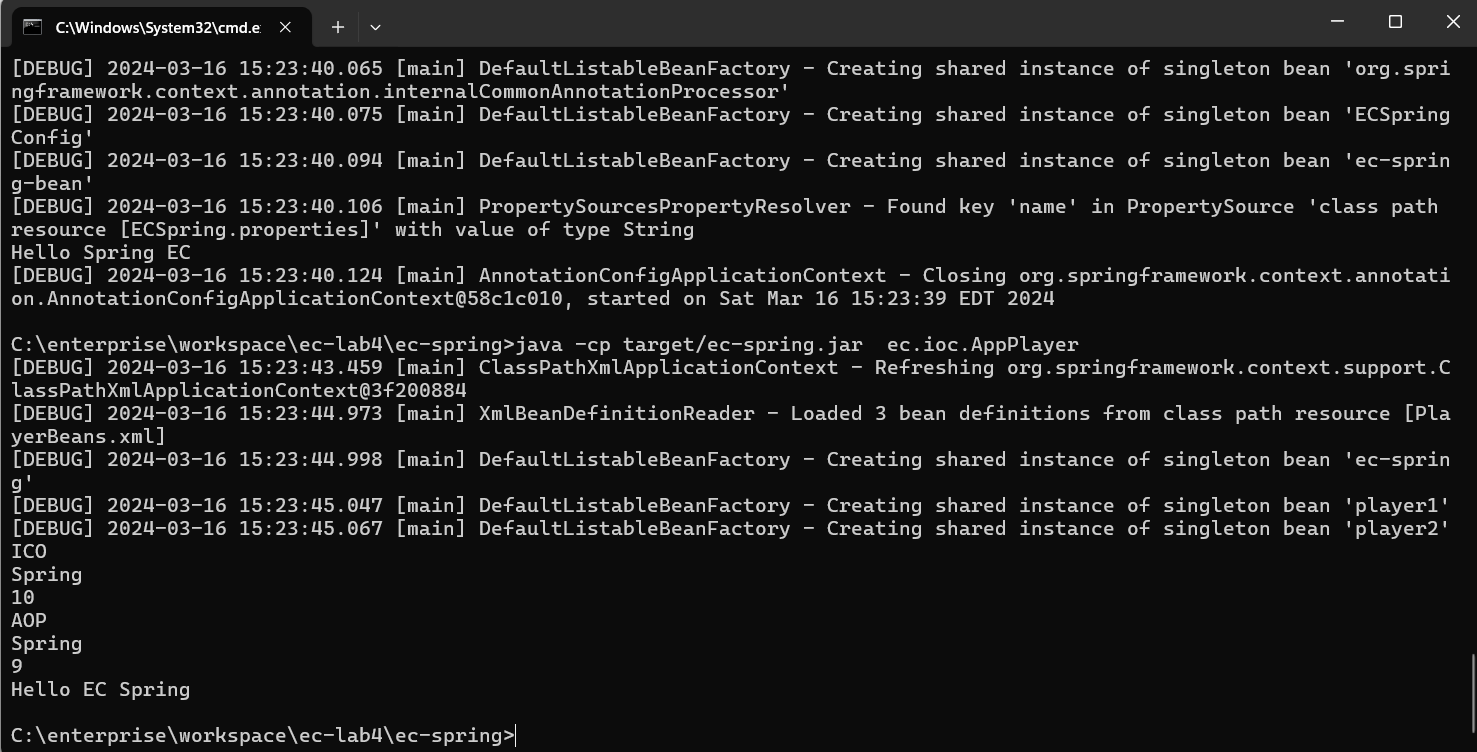 C:\Windows\System32\cmd.e
[DEBUG] 2024-03-16 15:23:40.065 [main] DefaultListableBeanFactory - Creating shared instance of singleton bean 'org.spri
ngframework.context.annotation.internalCommonAnnotationProcessor'
[DEBUG] 2024-03-16 15:23:40.075 [main] DefaultListableBeanFactory - Creating shared instance of singleton bean 'ECSpring
Config'
[DEBUG] 2024-03-16 15:23:40.094 [main] DefaultListableBeanFactory - Creating shared instance of singleton bean 'ec-sprin
g-bean'
[DEBUG] 2024-03-16 15:23:40.106 [main] PropertySourcesPropertyResolver - Found key 'name' in PropertySource 'class path
resource [ECSpring.properties]' with value of type String
Hello Spring EC
[DEBUG] 2024-03-16 15:23:40.124 [main] AnnotationConfigApplicationContext - Closing org.springframework.context.annotati
on.AnnotationConfigApplicationContext@58c1c010, started on Sat Mar 16 15:23:39 EDT 2024
C:\enterprise\workspace\ec-lab4\ec-spring>java -cp target/ec-spring.jar  ec.ioc.AppPlayer
[DEBUG] 2024-03-16 15:23:43.459 [main] ClassPathXmlApplicationContext - Refreshing org.springframework.context.support.C
lassPathXmlApplicationContext@3f200884
[DEBUG] 2024-03-16 15:23:44.973 [main] XmlBeanDefinitionReader - Loaded 3 bean definitions from class path resource [Pla
yerBeans.xml]
[DEBUG] 2024-03-16 15:23:44.998 [main] DefaultListableBeanFactory - Creating shared instance of singleton bean 'ec-sprin
g'
[DEBUG] 2024-03-16 15:23:45.047 [main] DefaultListableBeanFactory - Creating shared instance of singleton bean 'player1'
[DEBUG] 2024-03-16 15:23:45.067 [main] DefaultListableBeanFactory - Creating shared instance of singleton bean 'player2'
ICO
Spring
10
AOP
Spring
9
Hello EC Spring
C:\enterprise\workspace\ec-lab4\ec-spring>